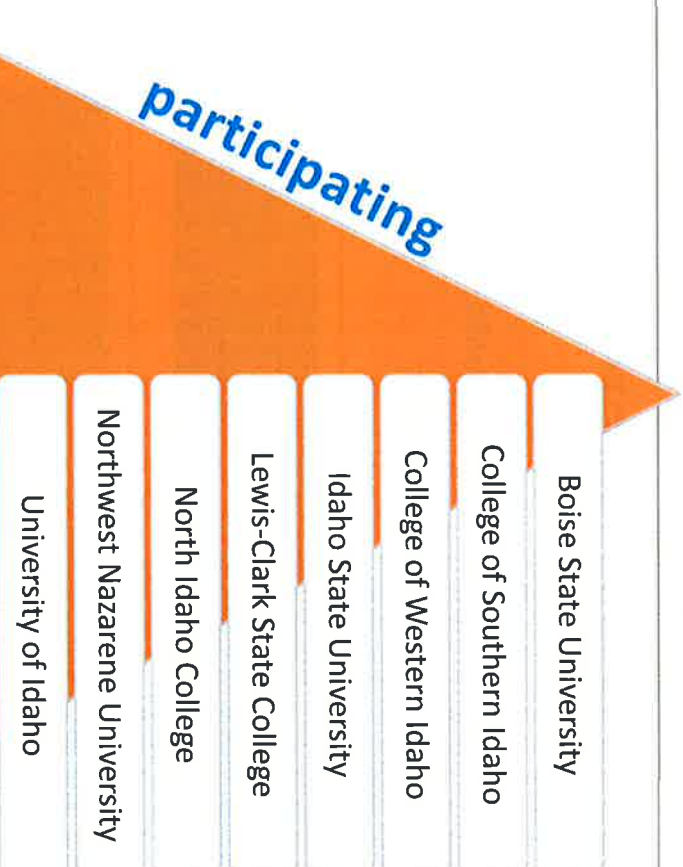 participating
Boise State University
College of Southern Idaho
College of Western Idaho
Idaho State University
Lewis-Clark State College
North Idaho College
Northwest Nazarene University
University of Idaho